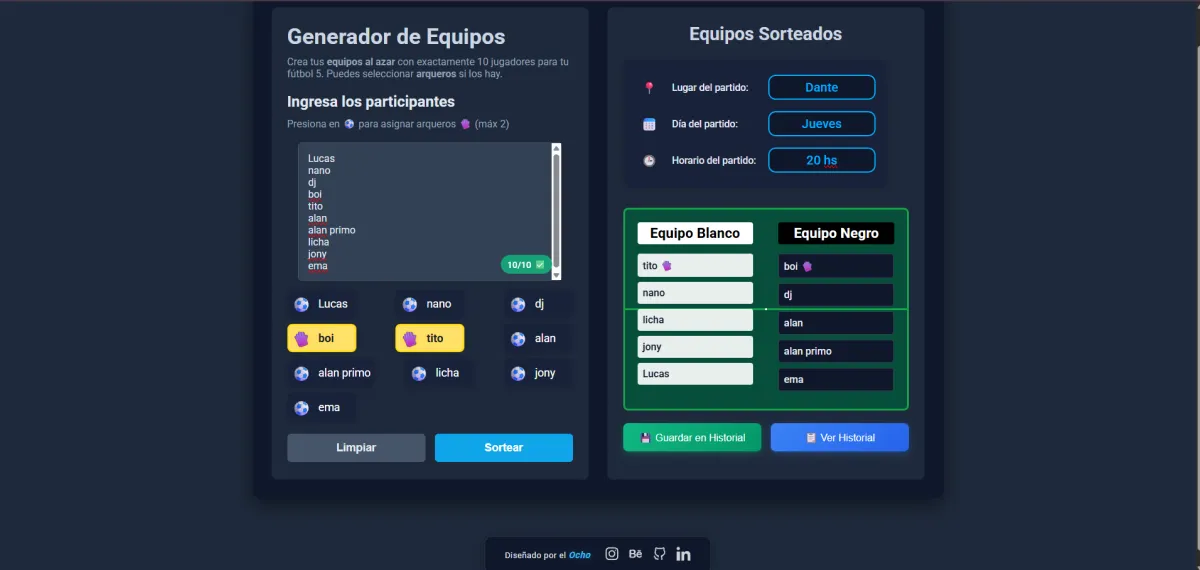 Generador de Equipos
Crea tus equipos al azar con exactamente 10 jugadores para tu
fútbol 5. Puedes seleccionar arqueros si los hay.
Ingresa los participantes
Presiona en ⚽ para asignar arqueros 🧤 (máx 2)
Lucas
nano
dj
boi
tito
alan
alan primo
licha
jony
ema
10/10 ✅
Lucas
nano
dj
boi
tito
alan
alan primo
licha
jony
ema
Limpiar
Sortear
Equipos Sorteados
Lugar del partido:
Dante
Día del partido:
Jueves
Horario del partido:
20 hs
Equipo Blanco
tito
nano
licha
jony
Lucas
Equipo Negro
boi
dj
alan
alan primo
ema
Guardar en Historial
Ver Historial
Diseñado por el Ocho
Bē
in